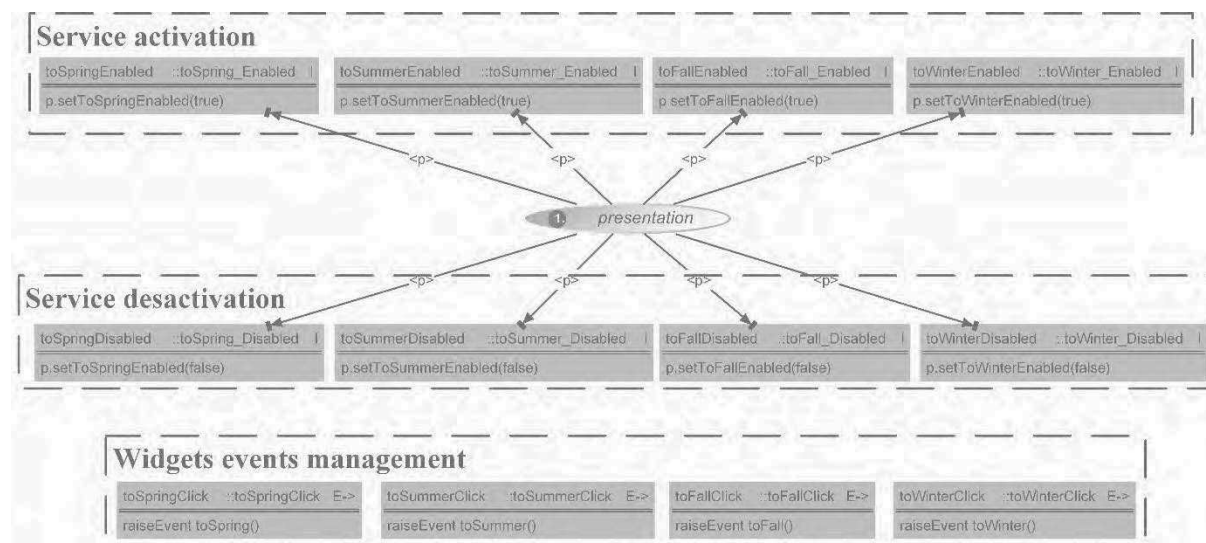 Service activation
toSpringEnabled ::toSpring_Enabled I
p.setToSpringEnabled(true)
toSummerEnabled ::toSummer_Enabled I
p.setToSummerEnabled(true)
toFallEnabled ::toFall_Enabled I
p.setToFallEnabled(true)
toWinterEnabled ::toWinter_Enabled I
p.setToWinterEnabled(true)
<p> <p> <p> <p>
1 presentation
<p> <p> <p> <p>
Service desactivation
toSpringDisabled ::toSpring_Disabled I
p.setToSpringEnabled(false)
toSummerDisabled ::toSummer_Disabled I
p.setToSummerEnabled(false)
toFallDisabled ::toFall_Disabled I
p.setToFallEnabled(false)
toWinterDisabled ::toWinter_Disabled I
p.setToWinterEnabled(false)
Widgets events management
toSpringClick ::toSpringClick E->
raiseEvent toSpring()
toSummerClick ::toSummerClick E->
raiseEvent toSummer()
toFallClick ::toFallClick E->
raiseEvent toFall()
toWinterClick ::toWinterClick E->
raiseEvent toWinter()